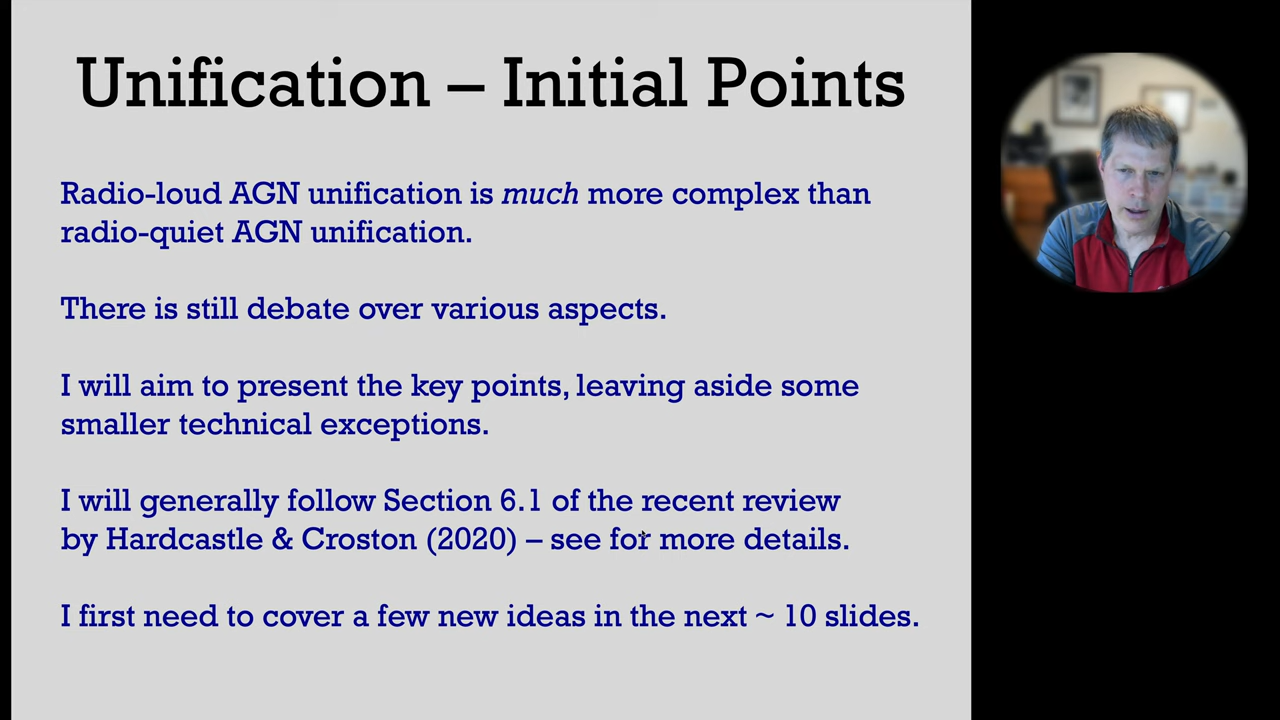 Unification – Initial Points
Radio-loud AGN unification is much more complex than
radio-quiet AGN unification.
There is still debate over various aspects.
I will aim to present the key points, leaving aside some
smaller technical exceptions.
I will generally follow Section 6.1 of the recent review
by Hardcastle & Croston (2020) – see for more details.
I first need to cover a few new ideas in the next ~ 10 slides.